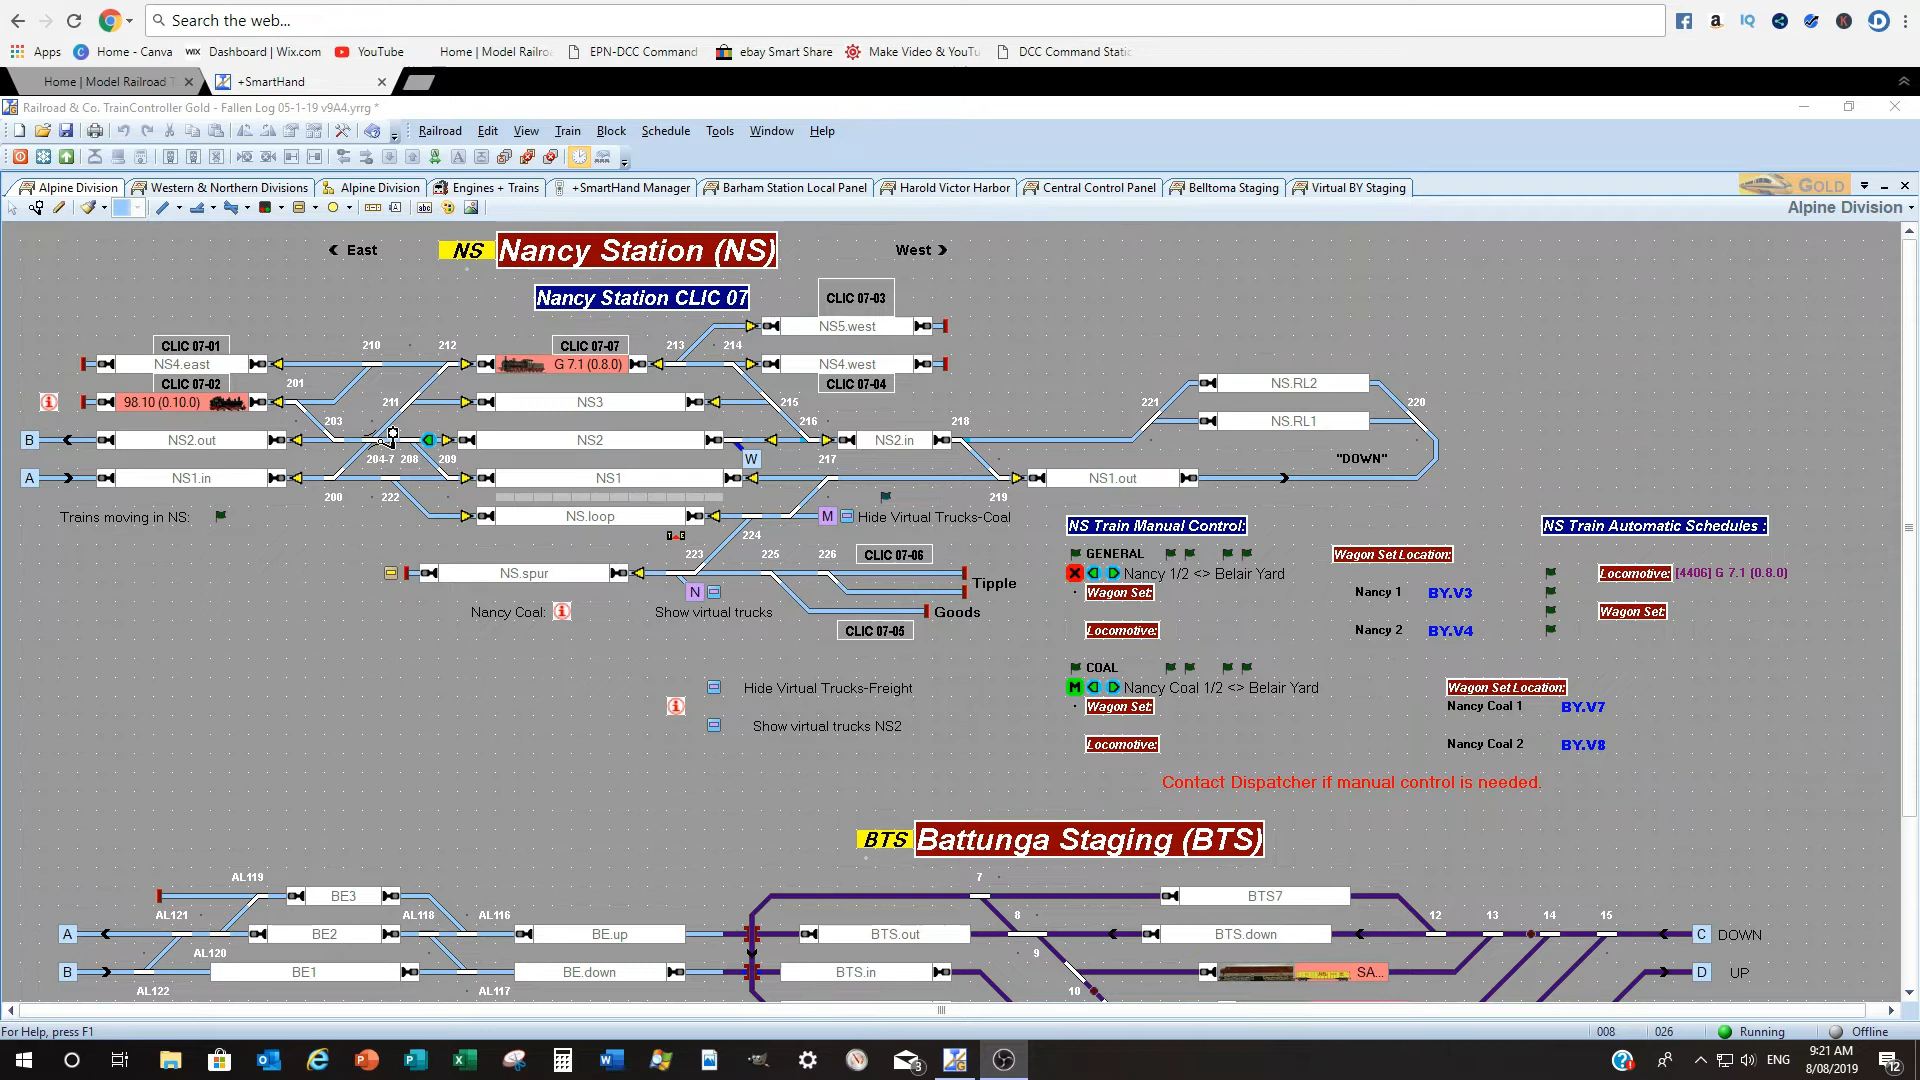 Search the web...
Apps Home - Canva WIX Dashboard | Wix.com YouTube Home | Model Railro EPN-DCC Command ebay Smart Share Make Video & YouTu DCC Command Static
Home | Model Railroad T +SmartHand
Railroad & Co. TrainController Gold - Fallen Log 05-1-19 v9A4.yrrg *
Railroad Edit View Train Block Schedule Tools Window Help
Alpine Division Western & Northern Divisions Alpine Division Engines + Trains +SmartHand Manager Barham Station Local Panel Harold Victor Harbor Central Control Panel Belltoma Staging Virtual BY Staging GOLD
Alpine Division
East NS Nancy Station (NS) West
Nancy Station CLIC 07 CLIC 07-03
NS5.west
CLIC 07-01 210 212 CLIC 07-07 213 214
NS4.east G 7.1 (0.8.0) NS4.west
CLIC 07-02 201 CLIC 07-04 NS.RL2
98.10 (0.10.0) 211 NS3 215 221 220
203 216 218 NS.RL1
B NS2.out NS2 NS2.in
204-7 208 209 W 217 "DOWN"
A NS1.in NS1 NS1.out
200 222 219
Trains moving in NS: NS.loop M Hide Virtual Trucks-Coal NS Train Manual Control: NS Train Automatic Schedules :
224
223 225 226 CLIC 07-06 GENERAL Wagon Set Location:
NS.spur Tipple Nancy 1/2 <> Belair Yard Locomotive: [4406] G 7.1 (0.8.0)
N Wagon Set: Nancy 1 BY.V3
Nancy Coal: Show virtual trucks Goods Wagon Set:
CLIC 07-05 Locomotive: Nancy 2 BY.V4
COAL
Hide Virtual Trucks-Freight M Nancy Coal 1/2 <> Belair Yard Wagon Set Location:
Wagon Set: Nancy Coal 1 BY.V7
Show virtual trucks NS2
Locomotive: Nancy Coal 2 BY.V8
Contact Dispatcher if manual control is needed.
BTS Battunga Staging (BTS)
AL119 7
BE3 BTS7
AL121 AL118 AL116 8 12 13 14 15
A BE2 BE.up BTS.out BTS.down C DOWN
AL120 9
B BE1 BE.down BTS.in SA... D UP
AL122 AL117 10
For Help, press F1 008 026 Running Offline
3 ENG 9:21 AM
8/08/2019 12